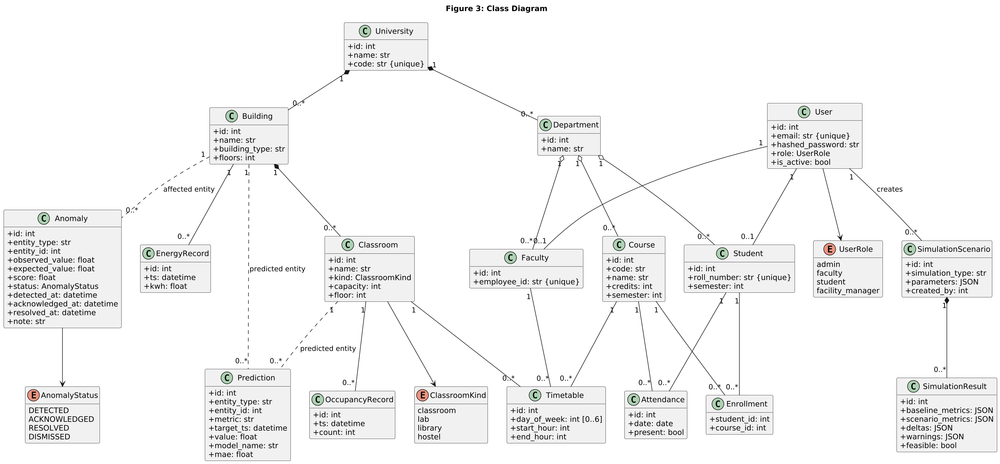 Figure 3: Class Diagram
C University
+id: int
+name: str
+code: str {unique}
1
1
0..*
0..*
C Building
+id: int
+name: str
+building_type: str
+floors: int
C Department
+id: int
+name: str
C User
+id: int
+email: str {unique}
+hashed_password: str
+role: UserRole
+is_active: bool
1
1
1
1
1
1
1
1
1
1
affected entity
creates
0..*
0..*
0..*
0..*
0..1
0..*
0..*
0..1
0..*
C Anomaly
+id: int
+entity_type: str
+entity_id: int
+observed_value: float
+expected_value: float
+score: float
+status: AnomalyStatus
+detected_at: datetime
+acknowledged_at: datetime
+resolved_at: datetime
+note: str
C EnergyRecord
+id: int
+ts: datetime
+kwh: float
predicted entity
C Classroom
+id: int
+name: str
+kind: ClassroomKind
+capacity: int
+floor: int
C Faculty
+id: int
+employee_id: str {unique}
C Course
+id: int
+code: str
+name: str
+credits: int
+semester: int
C Student
+id: int
+roll_number: str {unique}
+semester: int
E UserRole
admin
faculty
student
facility_manager
C SimulationScenario
+id: int
+simulation_type: str
+parameters: JSON
+created_by: int
1
1
1
1
1
1
1
1
1
1
predicted entity
0..*
0..*
0..*
0..*
0..*
0..*
0..*
0..*
0..*
0..*
0..*
E AnomalyStatus
DETECTED
ACKNOWLEDGED
RESOLVED
DISMISSED
C Prediction
+id: int
+entity_type: str
+entity_id: int
+metric: str
+target_ts: datetime
+value: float
+model_name: str
+mae: float
C OccupancyRecord
+id: int
+ts: datetime
+count: int
E ClassroomKind
classroom
lab
library
hostel
C Timetable
+id: int
+day_of_week: int [0..6]
+start_hour: int
+end_hour: int
C Attendance
+id: int
+date: date
+present: bool
C Enrollment
+student_id: int
+course_id: int
C SimulationResult
+id: int
+baseline_metrics: JSON
+scenario_metrics: JSON
+deltas: JSON
+warnings: JSON
+feasible: bool